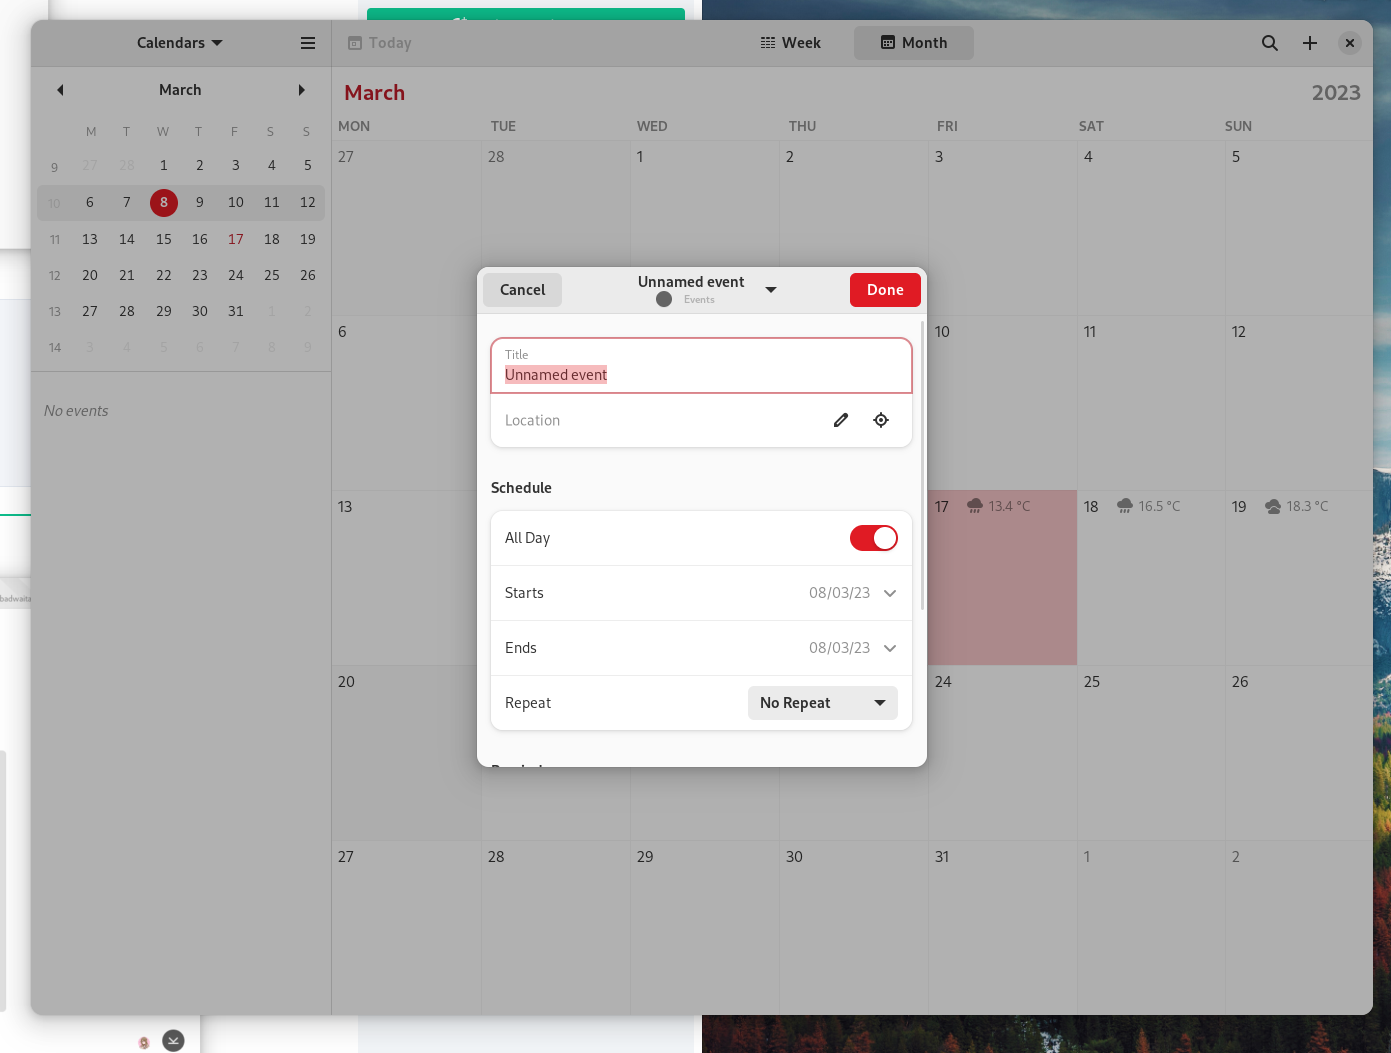 Calendars
Today
Week
Month
March
M T W T F S S
9 27 28 1 2 3 4 5
10 6 7 8 9 10 11 12
11 13 14 15 16 17 18 19
12 20 21 22 23 24 25 26
13 27 28 29 30 31 1 2
14 3 4 5 6 7 8 9
No events
March 2023
MON TUE WED THU FRI SAT SUN
27 28 1 2 3 4 5
6 10 11 12
13 17 13.4 °C 18 16.5 °C 19 18.3 °C
20 24 25 26
27 28 29 30 31 1 2
Cancel
Unnamed event
Events
Done
Title
Unnamed event
Location
Schedule
All Day
Starts 08/03/23
Ends 08/03/23
Repeat No Repeat